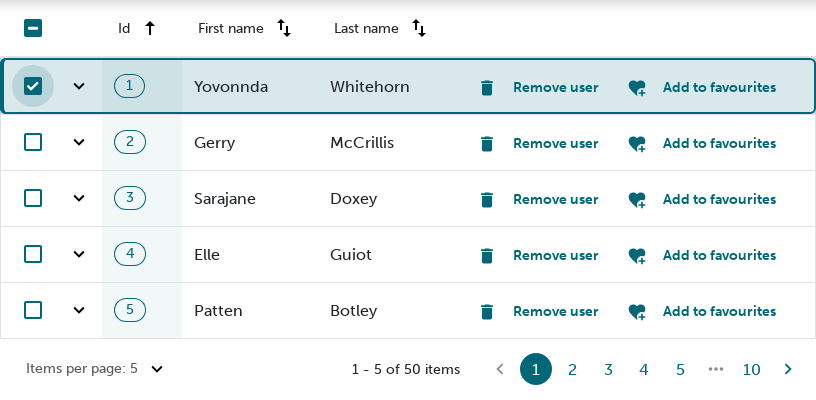 Id First name Last name
1 Yovonnda Whitehorn Remove user Add to favourites
2 Gerry McCrillis Remove user Add to favourites
3 Sarajane Doxey Remove user Add to favourites
4 Elle Guiot Remove user Add to favourites
5 Patten Botley Remove user Add to favourites
Items per page: 5 1 - 5 of 50 items 1 2 3 4 5 ••• 10